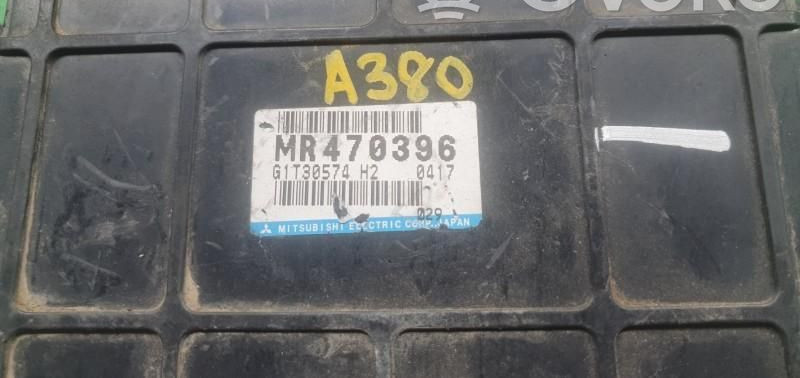 A380
MR470396
G1T30574 H2 0417
029
MITSUBISHI ELECTRIC CORP. JAPAN